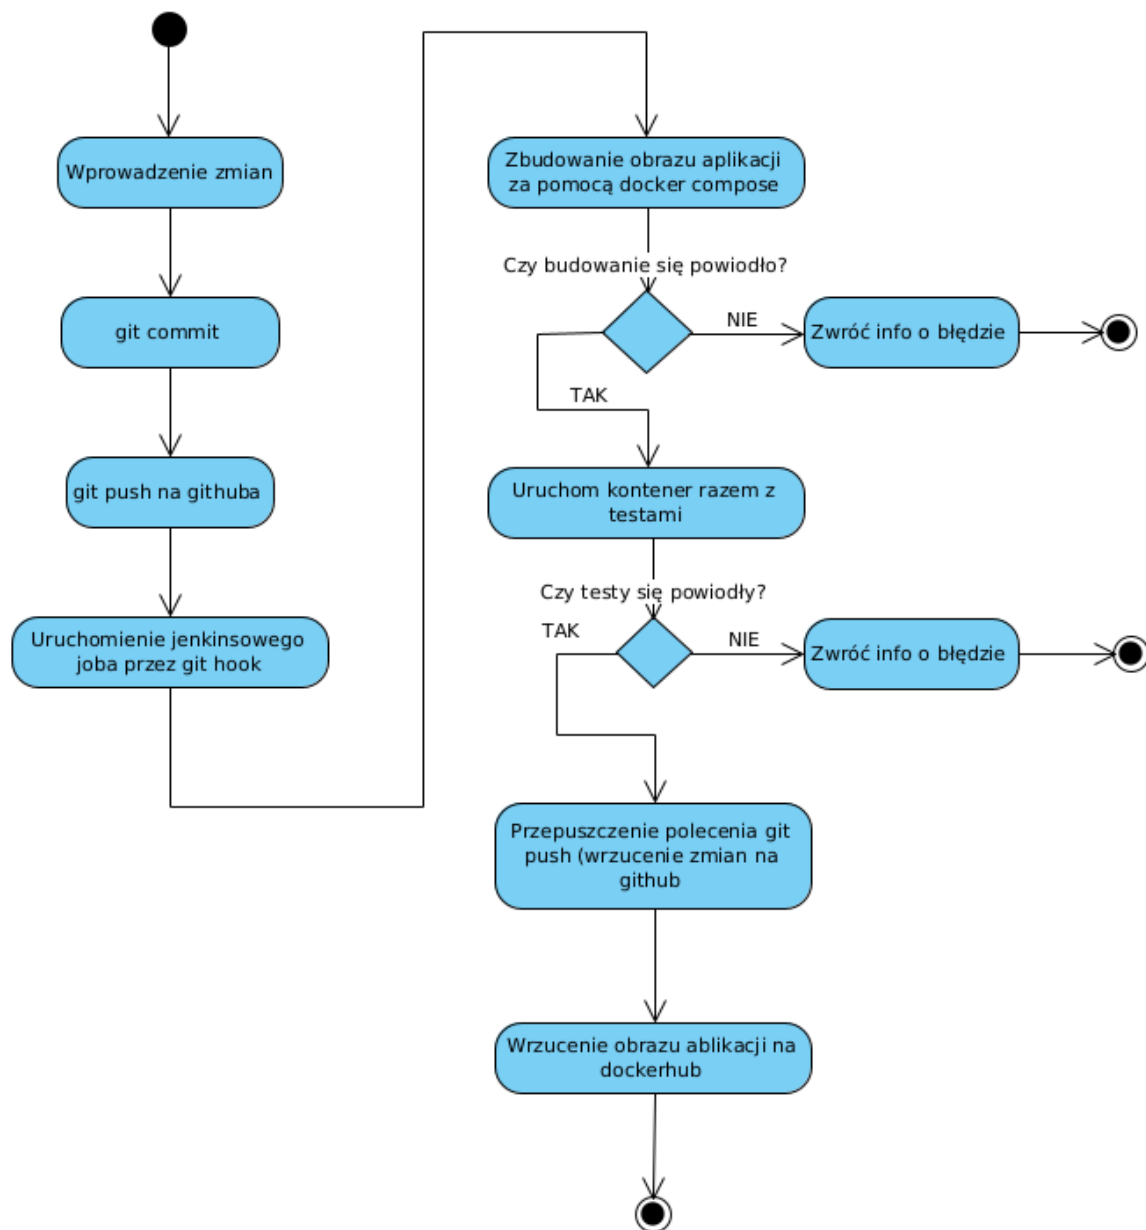 Wprowadzenie zmian
git commit
git push na githuba
Uruchomienie jenkinsowego
joba przez git hook
Zbudowanie obrazu aplikacji
za pomocą docker compose
Czy budowanie się powiodło?
NIE
Zwróć info o błędzie
TAK
Uruchom kontener razem z
testami
Czy testy się powiodły?
TAK
NIE
Zwróć info o błędzie
Przepuszczenie polecenia git
push (wrzucenie zmian na
github
Wrzucenie obrazu ablikacji na
dockerhub